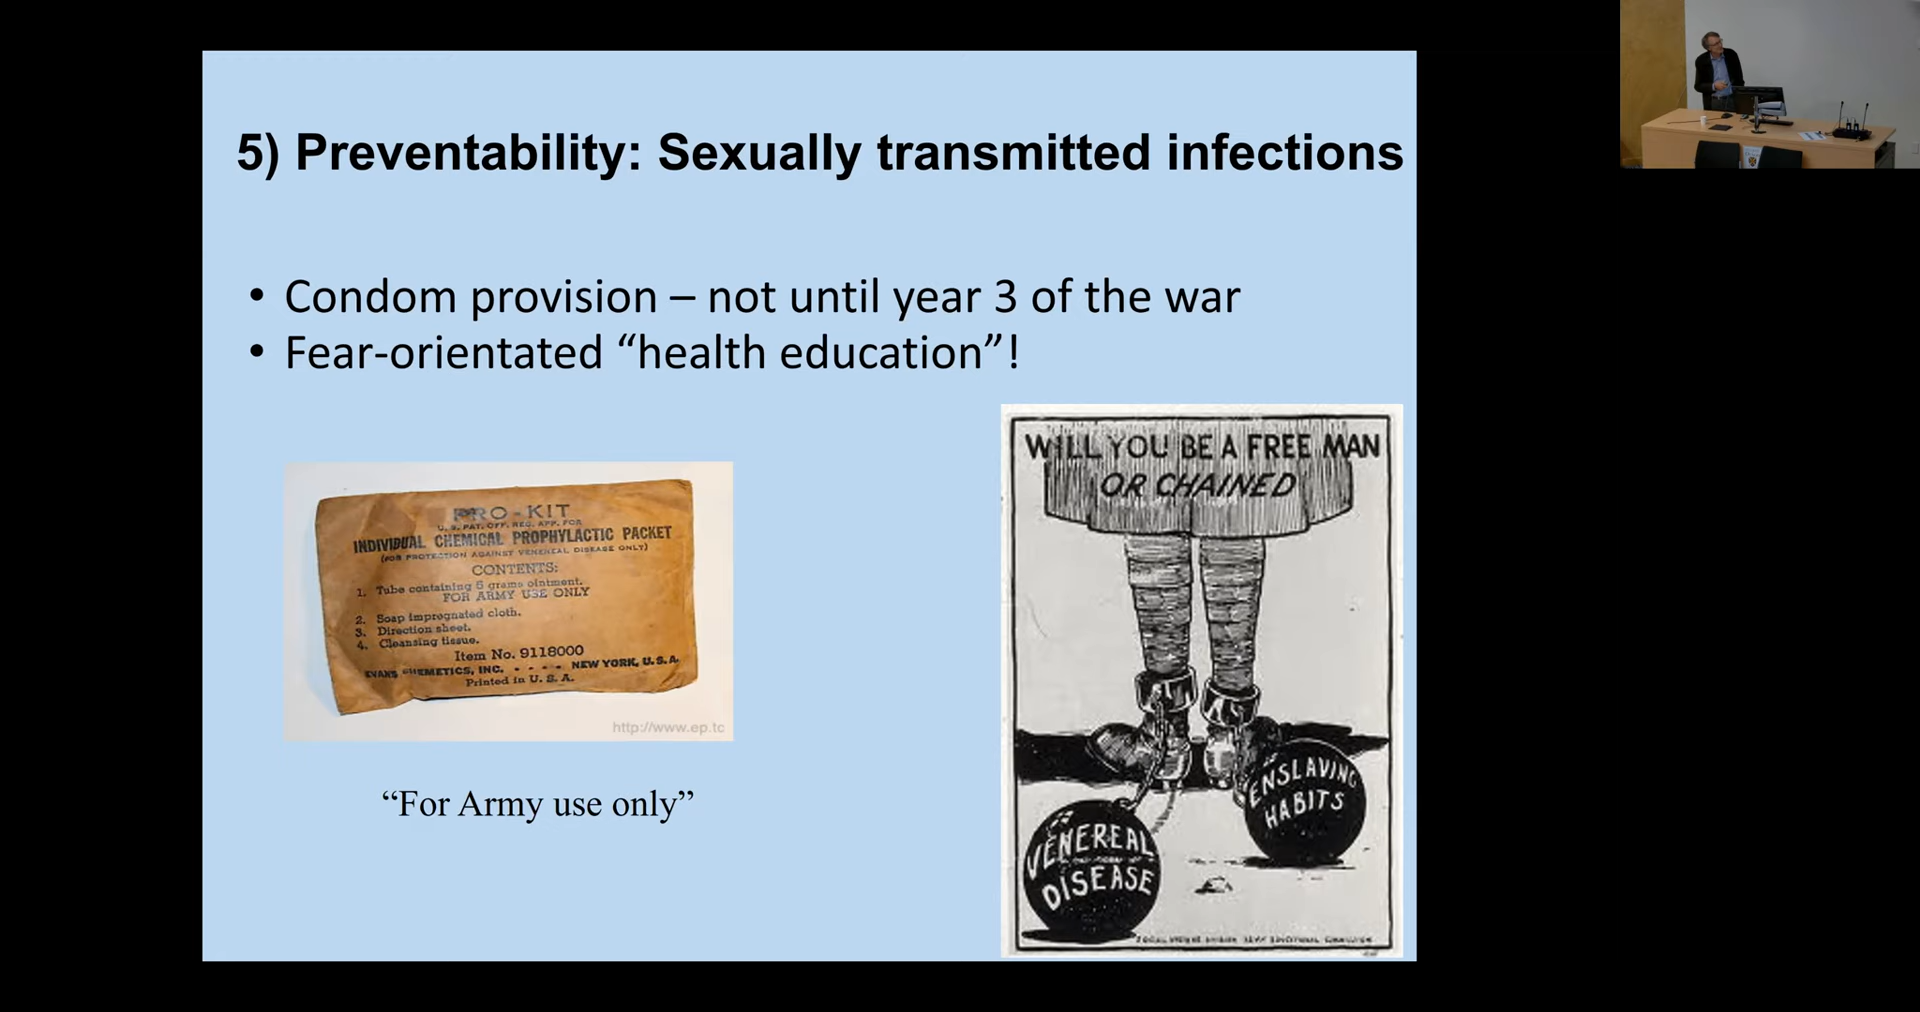 5) Preventability: Sexually transmitted infections
• Condom provision – not until year 3 of the war
• Fear-orientated “health education”!
PRO-KIT
U. S. PAT. OFF. REG. APP. FOR
INDIVIDUAL CHEMICAL PROPHYLACTIC PACKET
(FOR PROTECTION AGAINST VENEREAL DISEASE ONLY)
CONTENTS:
1. Tube containing 5 grams ointment.
FOR ARMY USE ONLY
2. Soap impregnated cloth.
3. Direction sheet.
4. Cleansing tissue.
Item No. 9118000
EVANS CHEMETICS, INC. - - - - NEW YORK, U.S.A.
Printed in U. S. A.
http://www.ep.tc
“For Army use only”
WILL YOU BE A FREE MAN
OR CHAINED
ENSLAVING
HABITS
VENEREAL
DISEASE